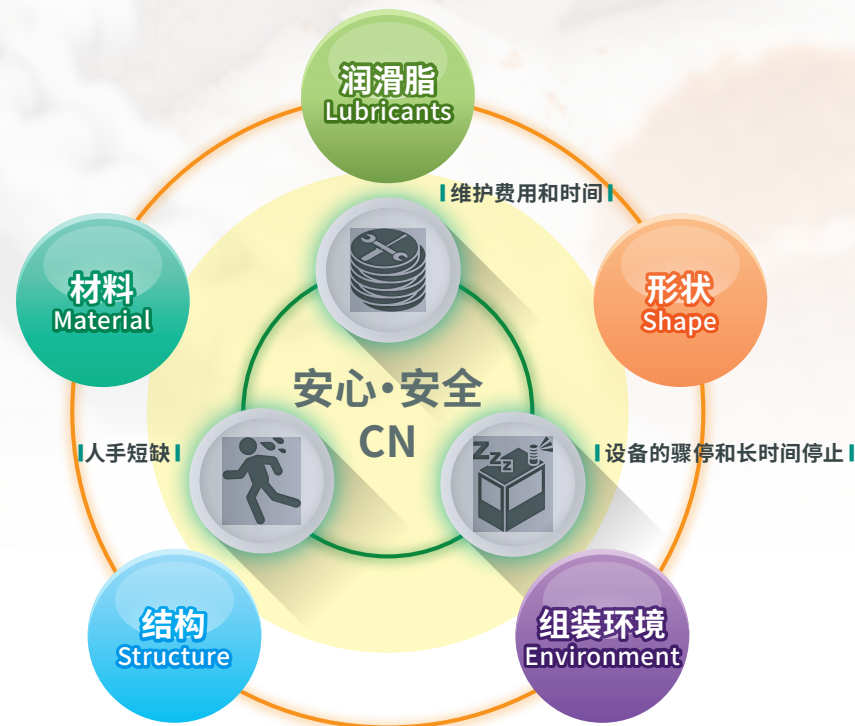 润滑脂
Lubricants
维护费用和时间
材料
Material
形状
Shape
安心·安全
CN
人手短缺
zzz
设备的骤停和长时间停止
结构
Structure
组装环境
Environment